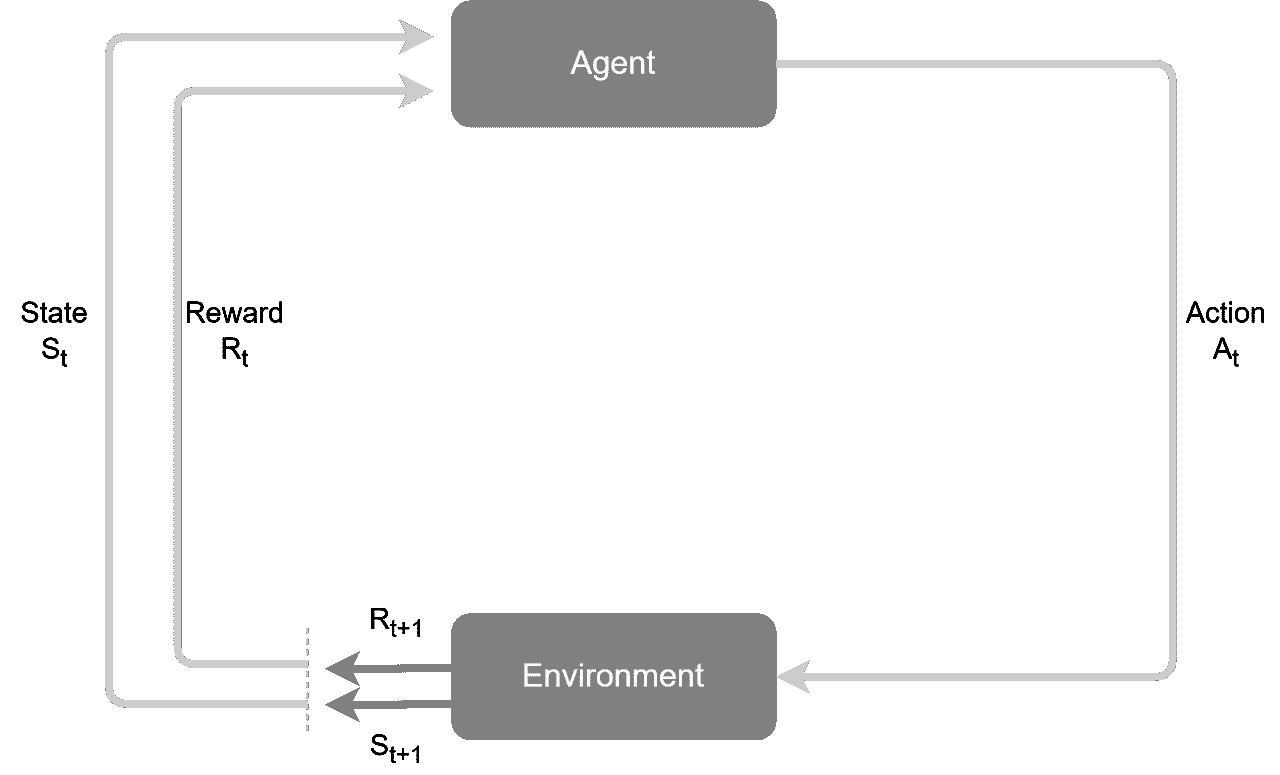 Agent
State
Sₜ
Reward
Rₜ
Action
Aₜ
Rₜ₊₁
Environment
Sₜ₊₁